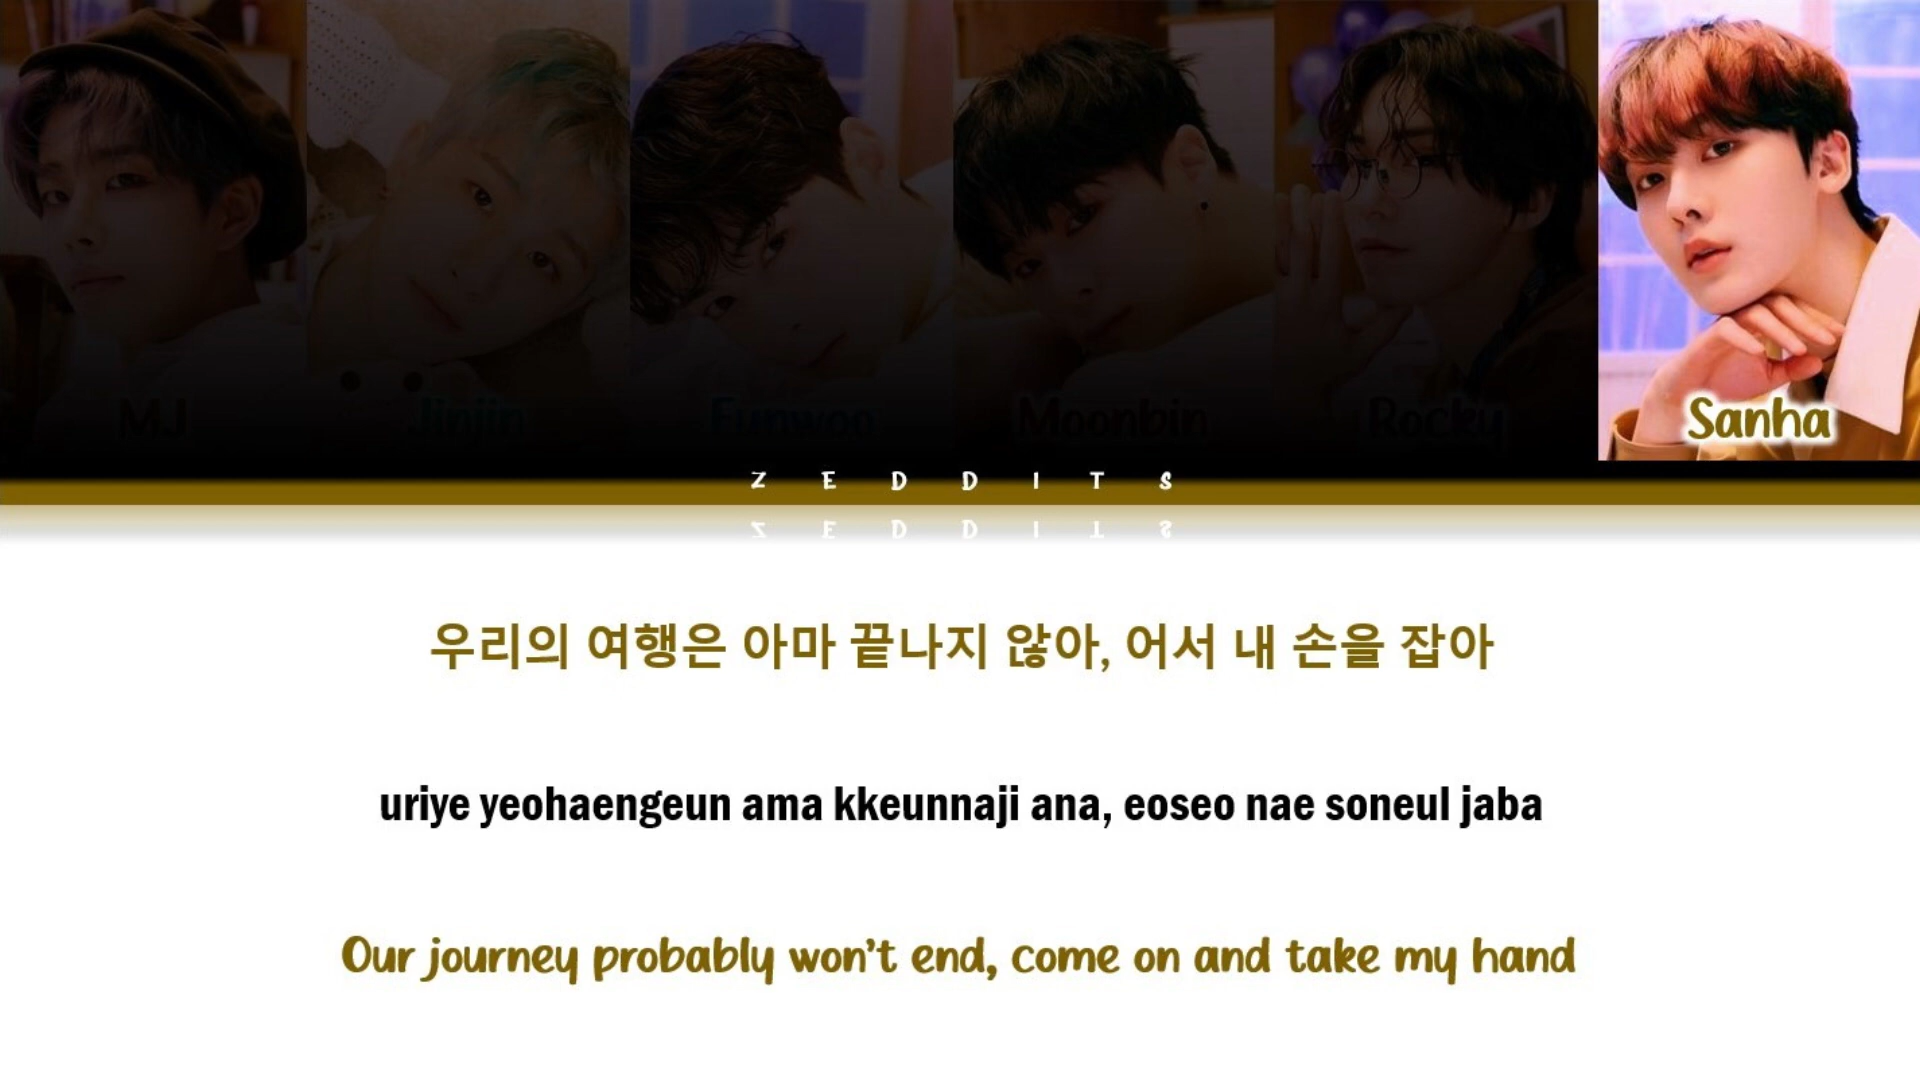 MJ Jinjin Eunwoo Moonbin Rocky Sanha
ZEDDITS
우리의 여행은 아마 끝나지 않아, 어서 내 손을 잡아
uriye yeohaengeun ama kkeunnaji ana, eoseo nae soneul jaba
Our journey probably won't end, come on and take my hand